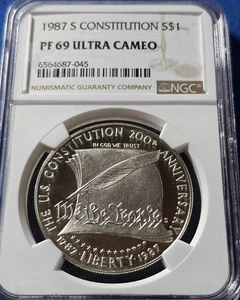 1987 S CONSTITUTION S$1
PF 69 ULTRA CAMEO
6564687-045
NUMISMATIC GUARANTY COMPANY
NGC
THE U.S. CONSTITUTION 200TH ANNIVERSARY
IN GOD WE TRUST
We the People
S
1787 LIBERTY 1987